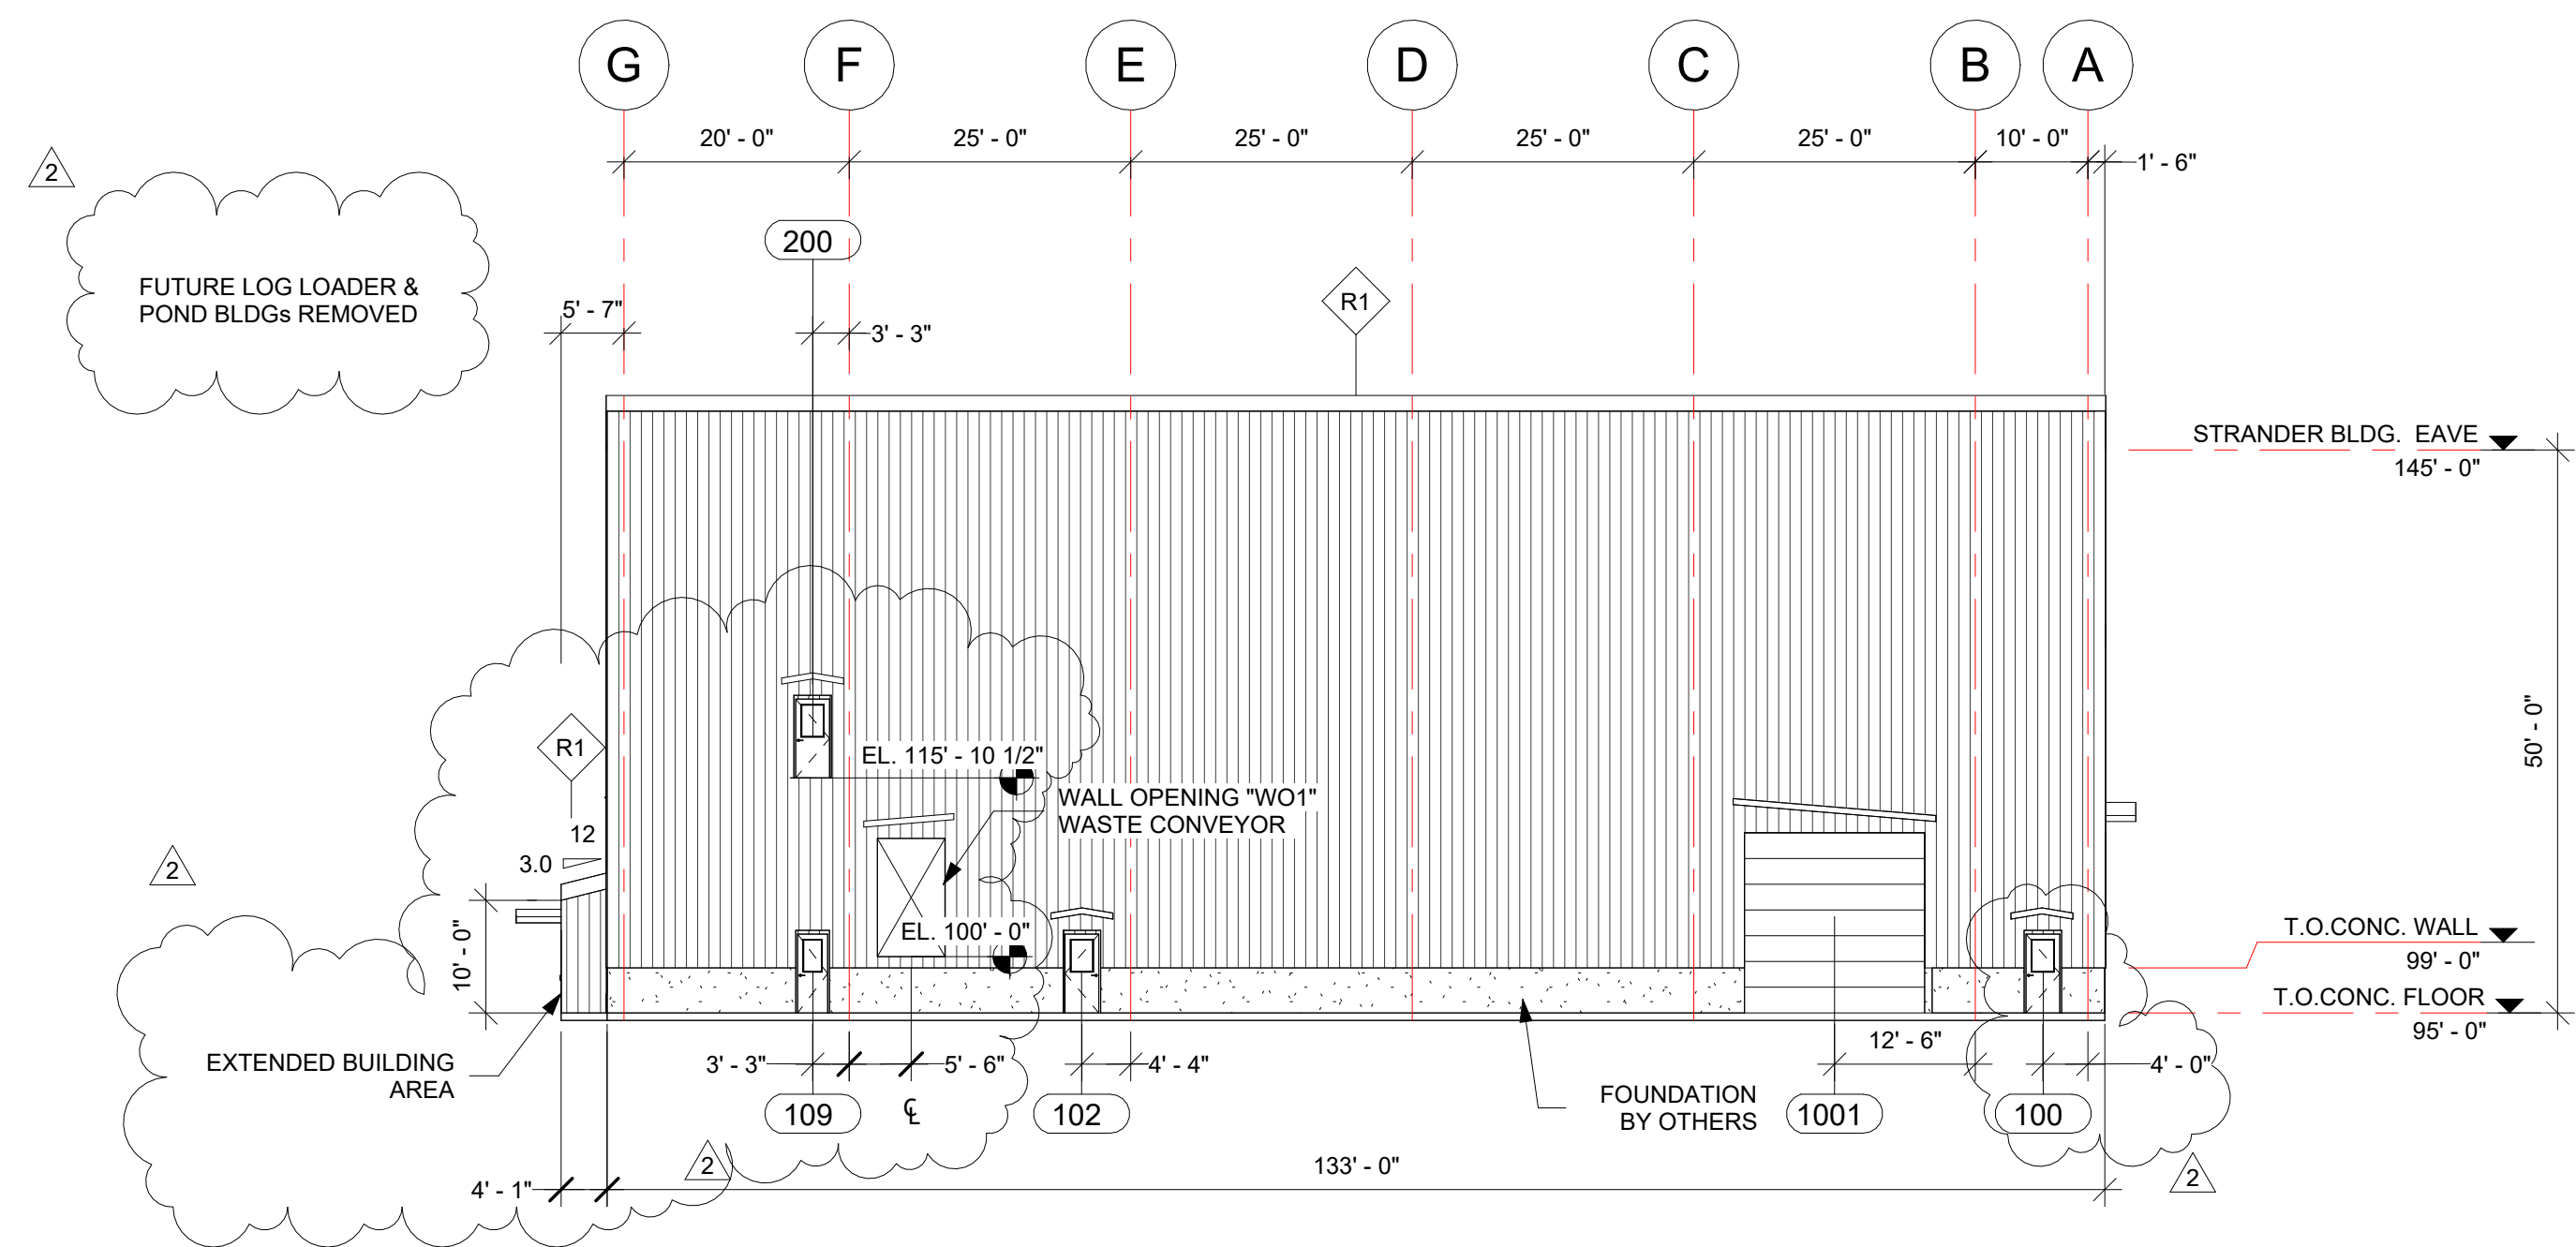 G F E D C B A
20' - 0" 25' - 0" 25' - 0" 25' - 0" 25' - 0" 10' - 0"
1' - 6"
2
200
FUTURE LOG LOADER &
POND BLDGs REMOVED
5' - 7"
3' - 3"
R1
STRANDER BLDG. EAVE
145' - 0"
50' - 0"
R1
EL. 115' - 10 1/2"
WALL OPENING "WO1"
WASTE CONVEYOR
12
3.0
2
10' - 0"
EL. 100' - 0"
T.O.CONC. WALL
99' - 0"
T.O.CONC. FLOOR
95' - 0"
EXTENDED BUILDING
AREA
3' - 3" 5' - 6" 4' - 4" 12' - 6" 4' - 0"
FOUNDATION
BY OTHERS
109 ℄ 102 1001 100
2
133' - 0"
2
4' - 1"